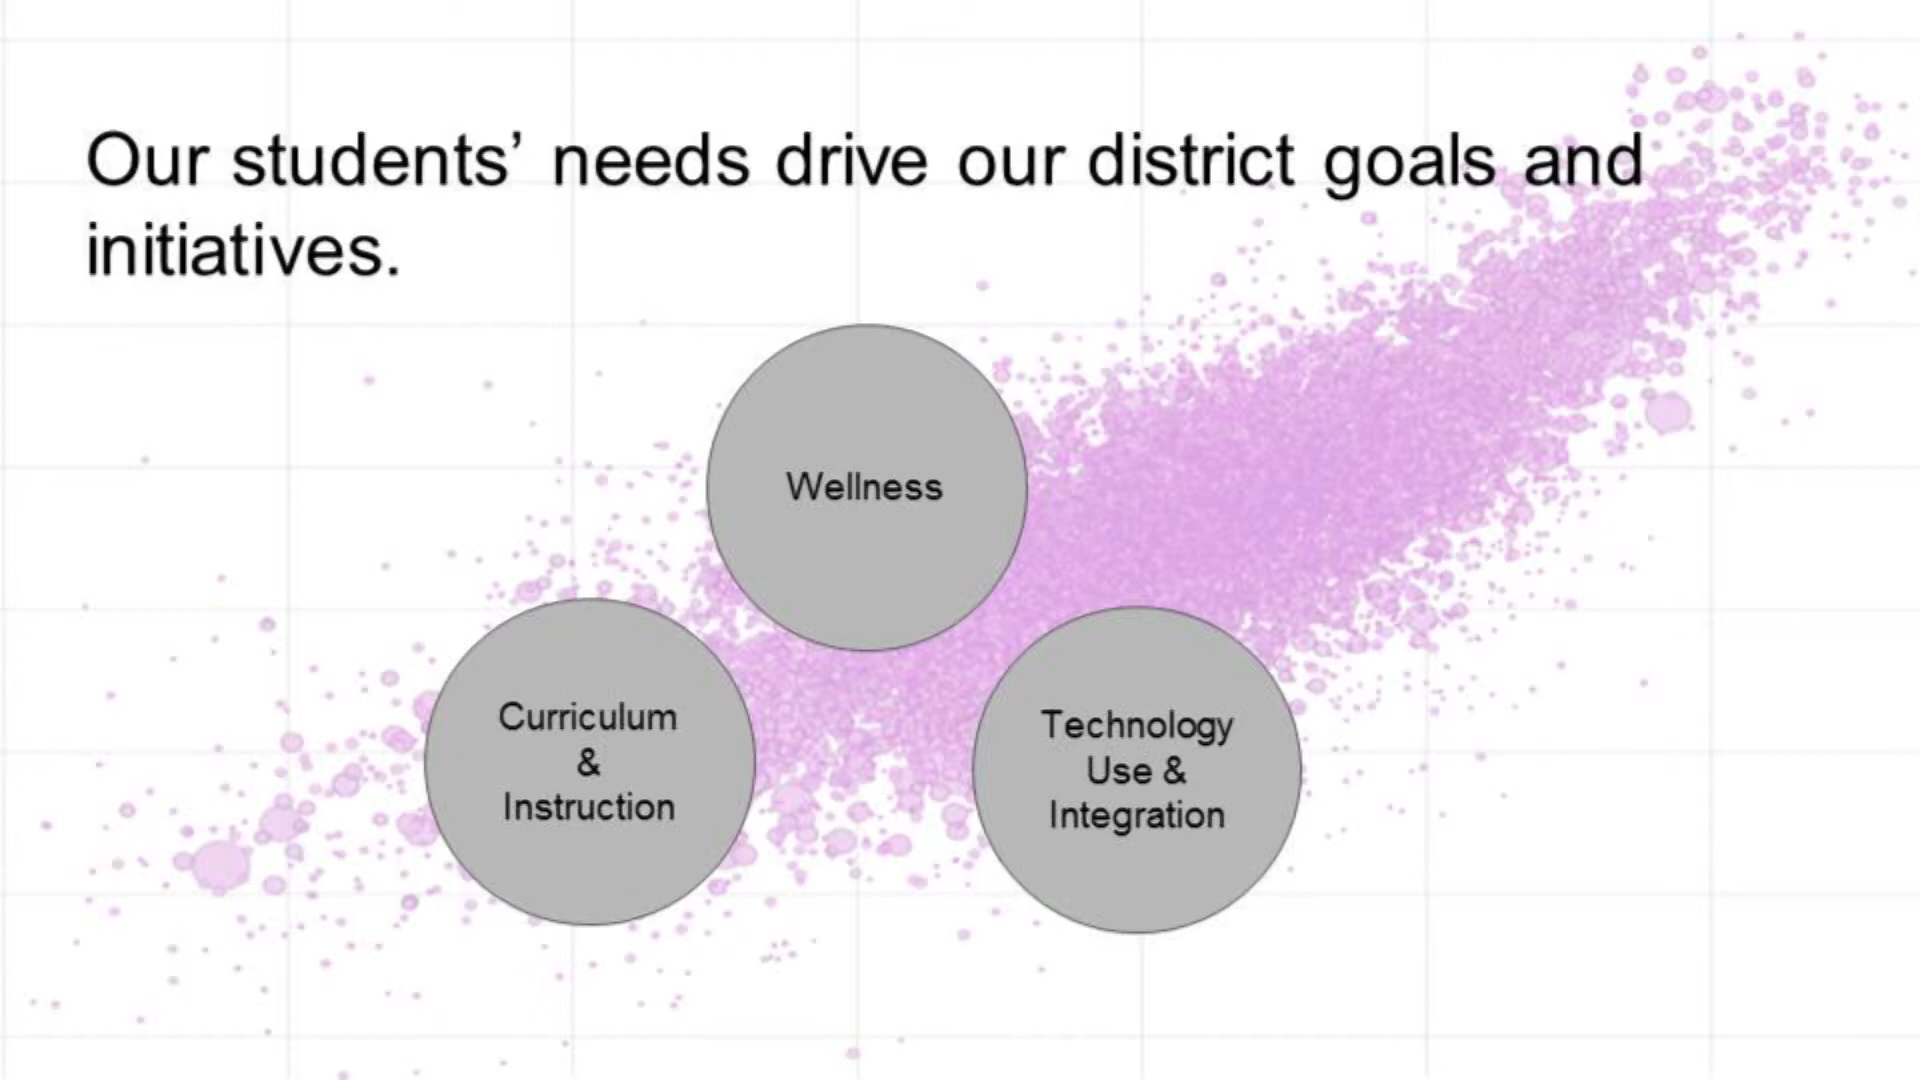 Our students’ needs drive our district goals and
initiatives.
Wellness
Curriculum
&
Instruction
Technology
Use &
Integration